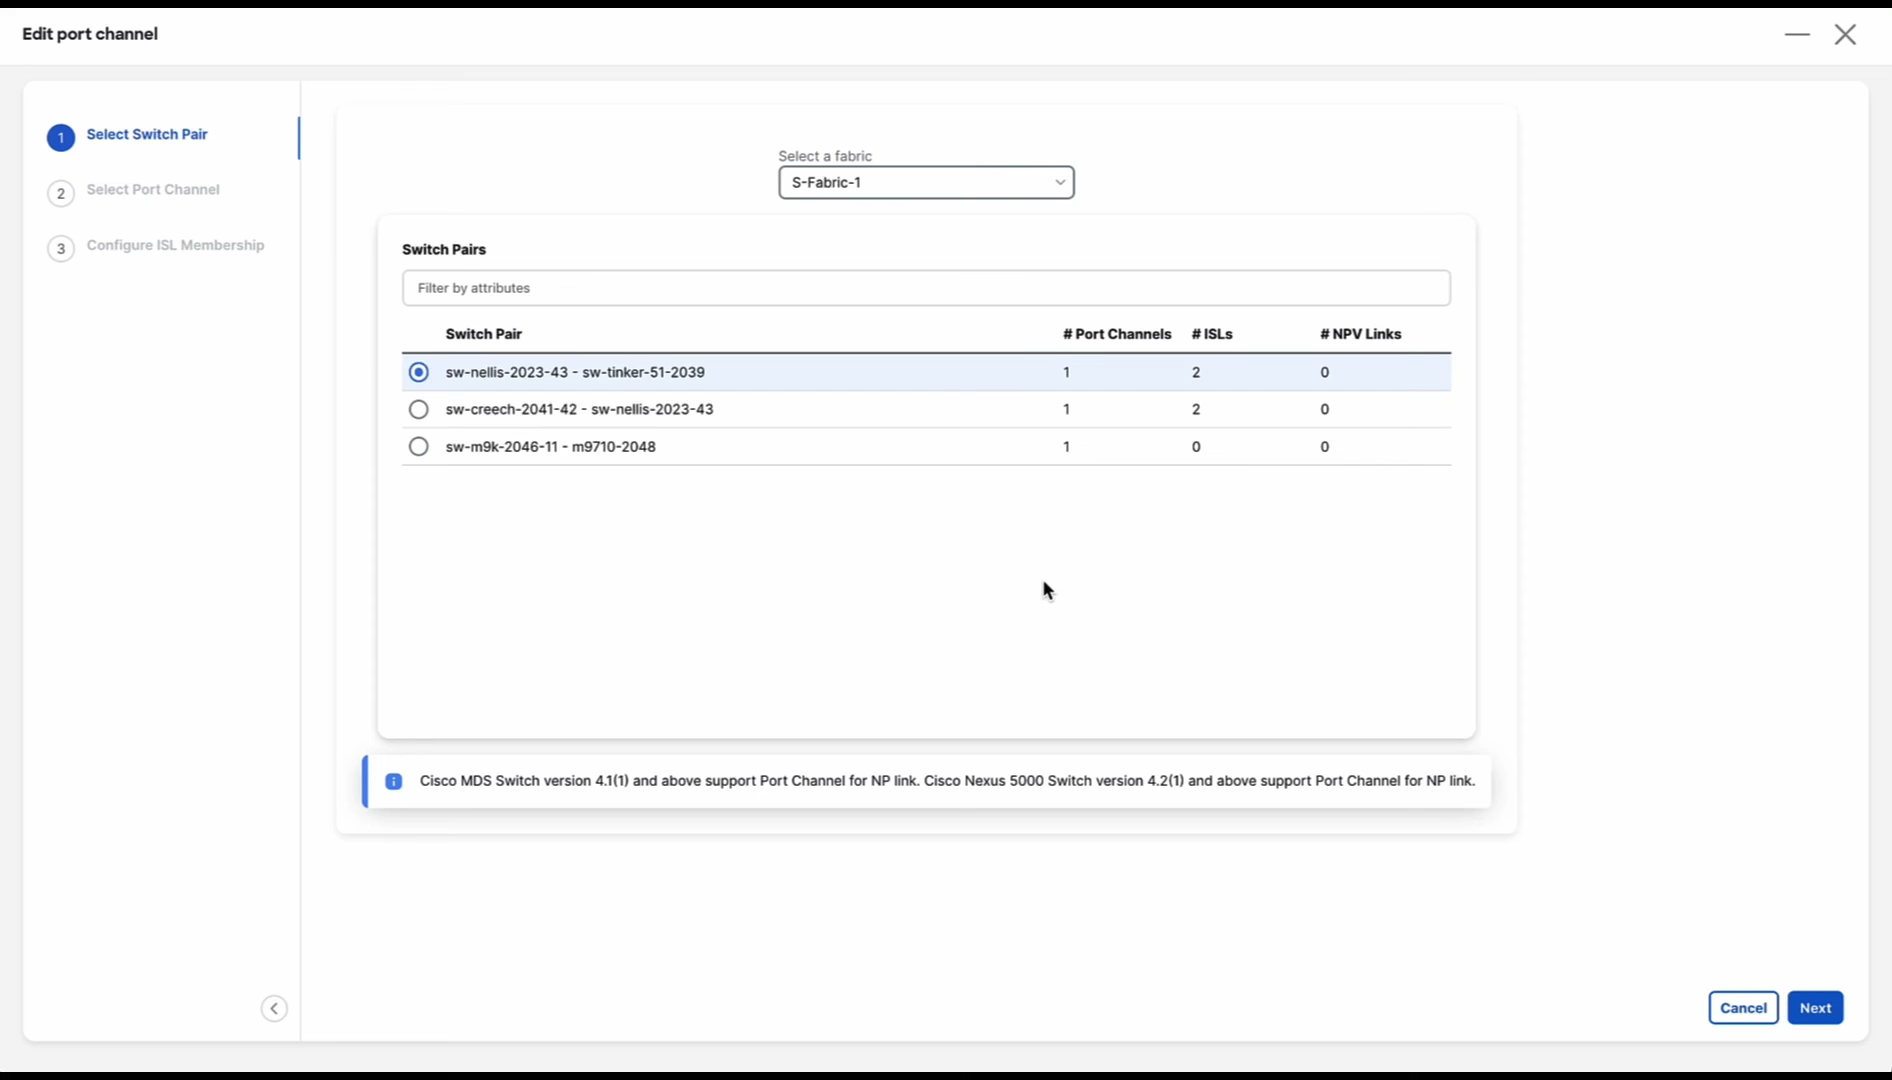 Edit port channel
1 Select Switch Pair
2 Select Port Channel
3 Configure ISL Membership
Select a fabric
S-Fabric-1
Switch Pairs
Filter by attributes
Switch Pair # Port Channels # ISLs # NPV Links
sw-nellis-2023-43 - sw-tinker-51-2039 1 2 0
sw-creech-2041-42 - sw-nellis-2023-43 1 2 0
sw-m9k-2046-11 - m9710-2048 1 0 0
Cisco MDS Switch version 4.1(1) and above support Port Channel for NP link. Cisco Nexus 5000 Switch version 4.2(1) and above support Port Channel for NP link.
Cancel Next